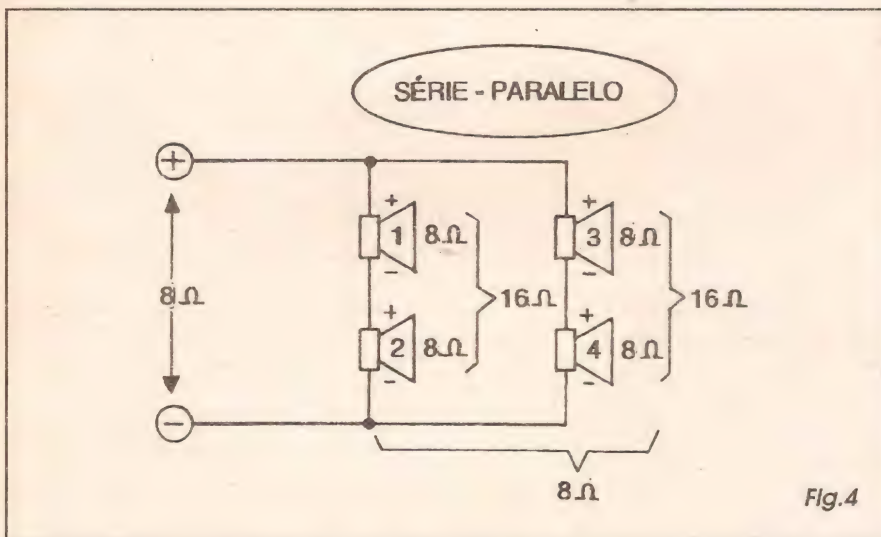 SÉRIE - PARALELO
+
+ +
1 8Ω 3 8Ω
- -
8Ω 16Ω 16Ω
+ +
2 8Ω 4 8Ω
- -
-
8Ω
Fig.4